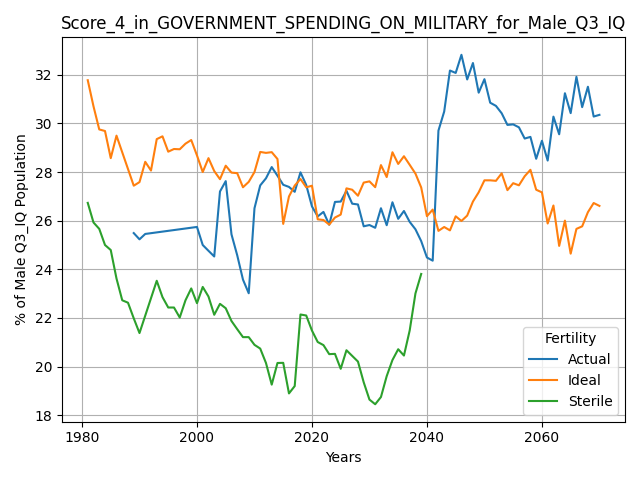 Score_4_in_GOVERNMENT_SPENDING_ON_MILITARY_for_Male_Q3_IQ
% of Male Q3_IQ Population
32
30
28
26
24
22
20
18
1980
2000
2020
2040
2060
Years
Fertility
Actual
Ideal
Sterile